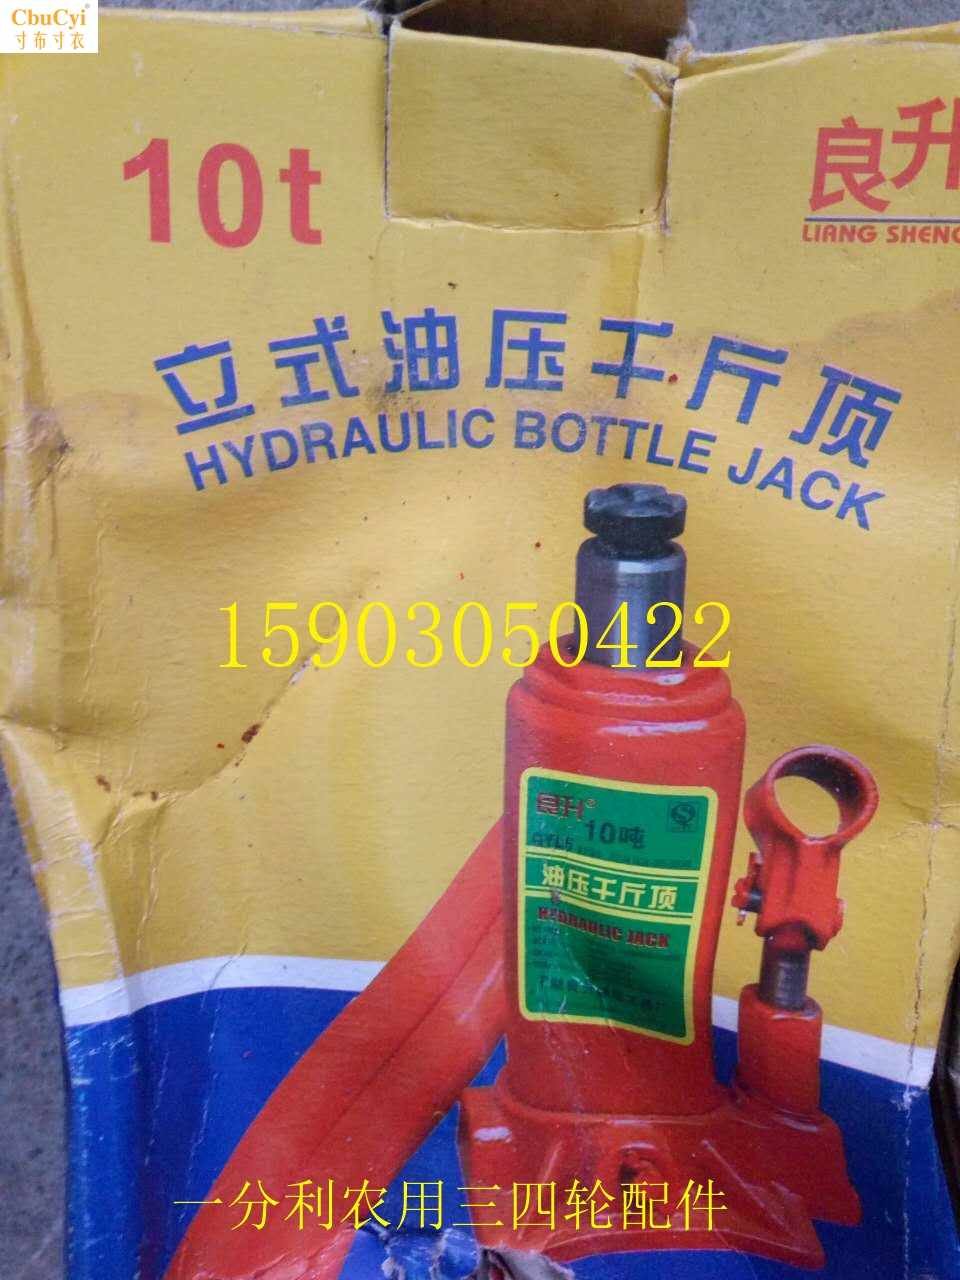 CbuCyi
寸布寸衣
10t
良升
LIANG SHENG
立式油压千斤顶
HYDRAULIC BOTTLE JACK
15903050422
良升®
10吨
油压千斤顶
HYDRAULIC JACK
一分利农用三四轮配件